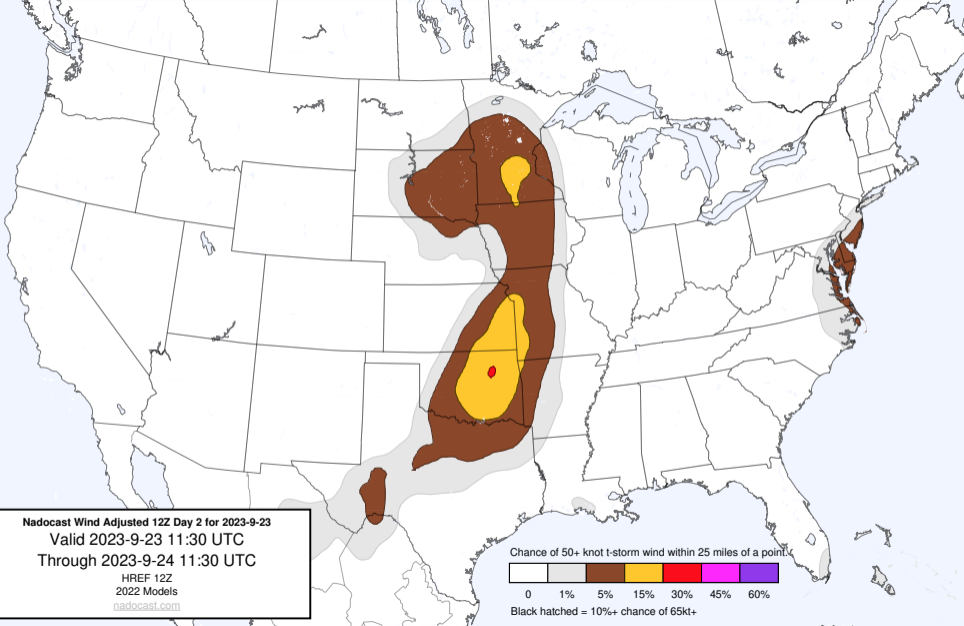 Nadocast Wind Adjusted 12Z Day 2 for 2023-9-23
Valid 2023-9-23 11:30 UTC
Through 2023-9-24 11:30 UTC
HREF 12Z
2022 Models
nadocast.com
Chance of 50+ knot t-storm wind within 25 miles of a point.
0 1% 5% 15% 30% 45% 60%
Black hatched = 10%+ chance of 65kt+